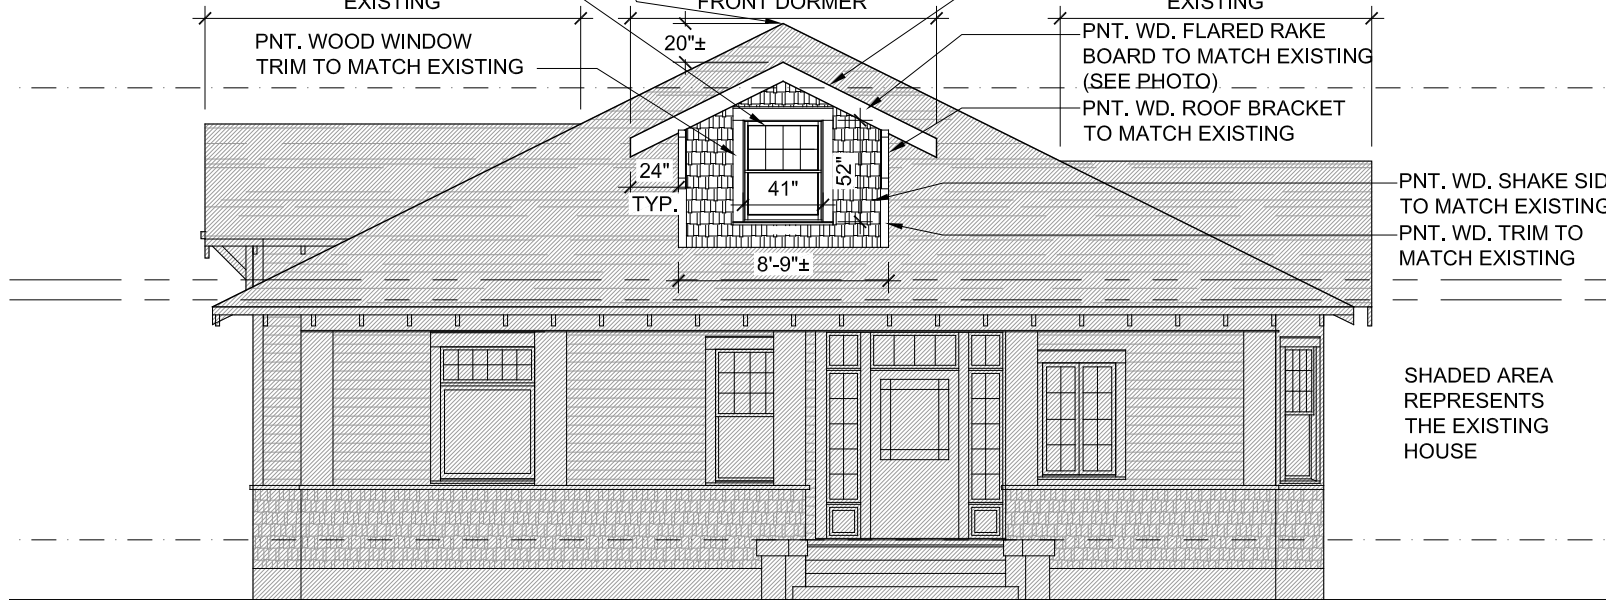 EXISTING
FRONT DORMER
EXISTING
PNT. WOOD WINDOW
TRIM TO MATCH EXISTING
20"±
PNT. WD. FLARED RAKE
BOARD TO MATCH EXISTING
(SEE PHOTO)
PNT. WD. ROOF BRACKET
TO MATCH EXISTING
24"
TYP.
41"
52"
PNT. WD. SHAKE SID
TO MATCH EXISTING
PNT. WD. TRIM TO
MATCH EXISTING
8'-9"±
SHADED AREA
REPRESENTS
THE EXISTING
HOUSE